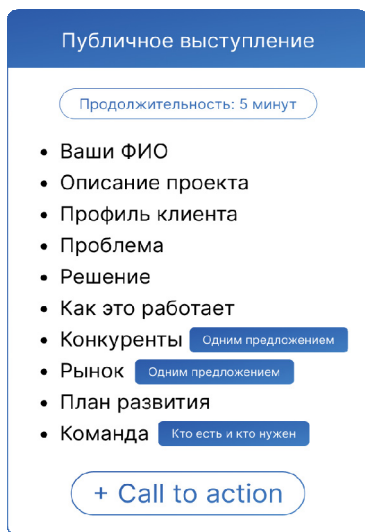 Публичное выступление
Продолжительность: 5 минут
• Ваши ФИО
• Описание проекта
• Профиль клиента
• Проблема
• Решение
• Как это работает
• Конкуренты Одним предложением
• Рынок Одним предложением
• План развития
• Команда Кто есть и кто нужен
+ Call to action